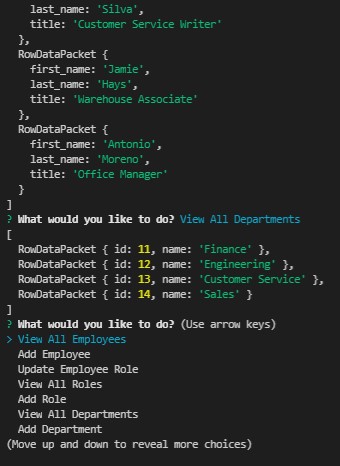 last_name: 'Silva',
title: 'Customer Service Writer'
},
RowDataPacket {
first_name: 'Jamie',
last_name: 'Hays',
title: 'Warehouse Associate'
},
RowDataPacket {
first_name: 'Antonio',
last_name: 'Moreno',
title: 'Office Manager'
}
]
? What would you like to do? View All Departments
[
RowDataPacket { id: 11, name: 'Finance' },
RowDataPacket { id: 12, name: 'Engineering' },
RowDataPacket { id: 13, name: 'Customer Service' },
RowDataPacket { id: 14, name: 'Sales' }
]
? What would you like to do? (Use arrow keys)
> View All Employees
Add Employee
Update Employee Role
View All Roles
Add Role
View All Departments
Add Department
(Move up and down to reveal more choices)